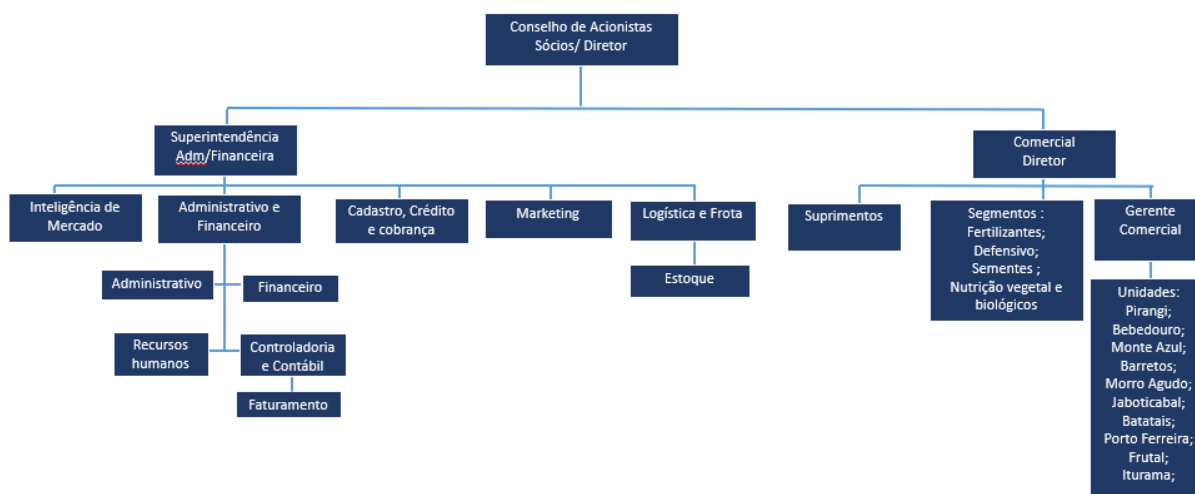 Conselho de Acionistas
Sócios/ Diretor
Superintendência
Adm/Financeira
Comercial
Diretor
Inteligência de
Mercado
Administrativo e
Financeiro
Cadastro, Crédito
e cobrança
Marketing
Logística e Frota
Suprimentos
Segmentos :
Fertilizantes;
Defensivo;
Sementes ;
Nutrição vegetal e
biológicos
Gerente
Comercial
Administrativo
Financeiro
Estoque
Recursos
humanos
Controladoria
e Contábil
Faturamento
Unidades:
Pirangi;
Bebedouro;
Monte Azul;
Barretos;
Morro Agudo;
Jaboticabal;
Batatais;
Porto Ferreira;
Frutal;
Iturama;